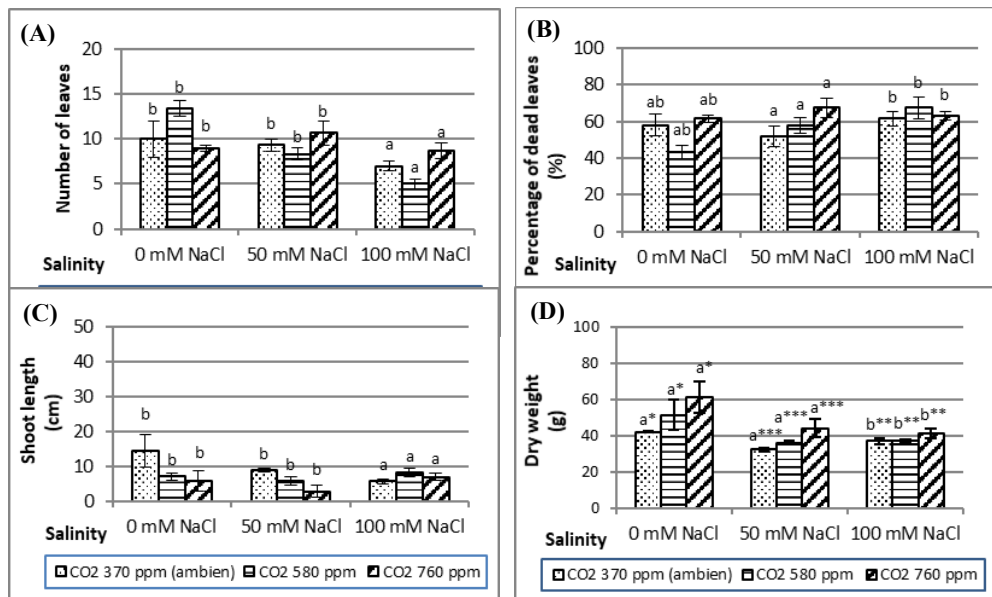 (A)
Number of leaves
20
15
10
5
0
b b b
b b b
a a a
0 mM NaCl 50 mM NaCl 100 mM NaCl
Salinity
(B)
Percentage of dead leaves
(%)
100
80
60
40
20
0
ab ab ab
a a a
b b b
0 mM NaCl 50 mM NaCl 100 mM NaCl
Salinity
(C)
Shoot length
(cm)
50
40
30
20
10
0
b b b
b b b
a a a
0 mM NaCl 50 mM NaCl 100 mM NaCl
Salinity
CO2 370 ppm (ambien) CO2 580 ppm CO2 760 ppm
(D)
Dry weight
(g)
100
80
60
40
20
0
a* a* a*
a*** a*** a***
b** b** b**
0 mM NaCl 50 mM NaCl 100 mM NaCl
Salinity
CO2 370 ppm (ambien) CO2 580 ppm CO2 760 ppm